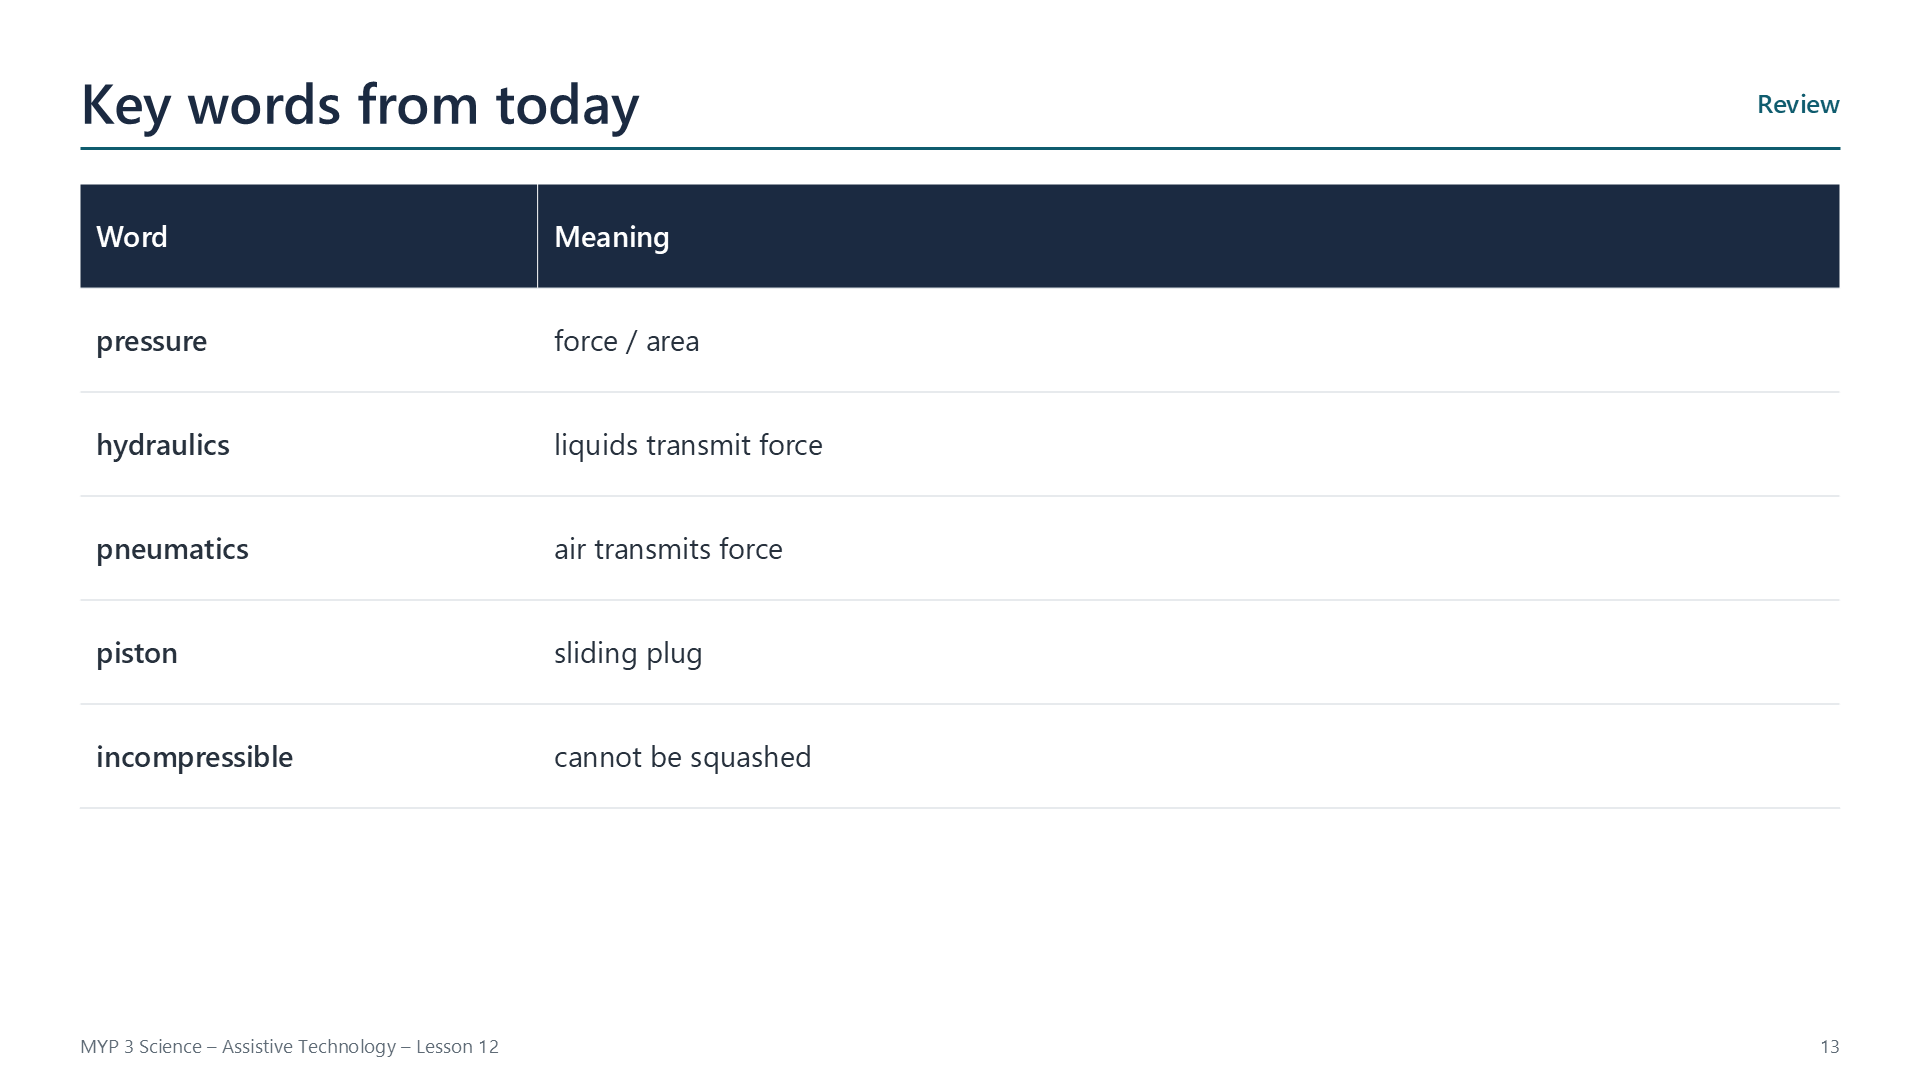 Key words from today
Review
Word
Meaning
pressure
force / area
hydraulics
liquids transmit force
pneumatics
air transmits force
piston
sliding plug
incompressible
cannot be squashed
MYP 3 Science – Assistive Technology – Lesson 12
13